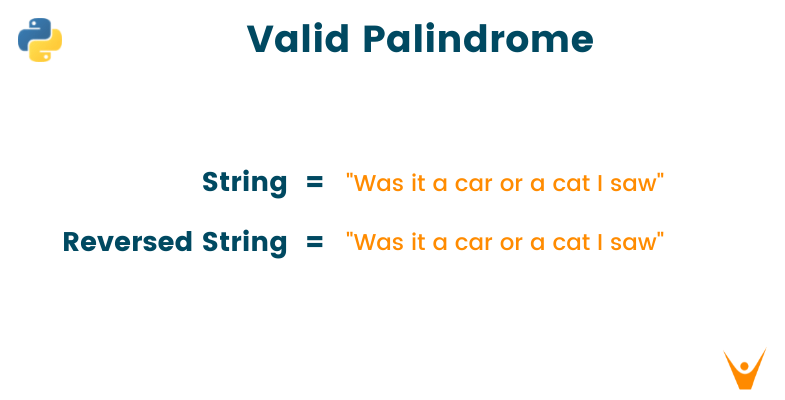 Valid Palindrome
String = "Was it a car or a cat I saw"
Reversed String = "Was it a car or a cat I saw"